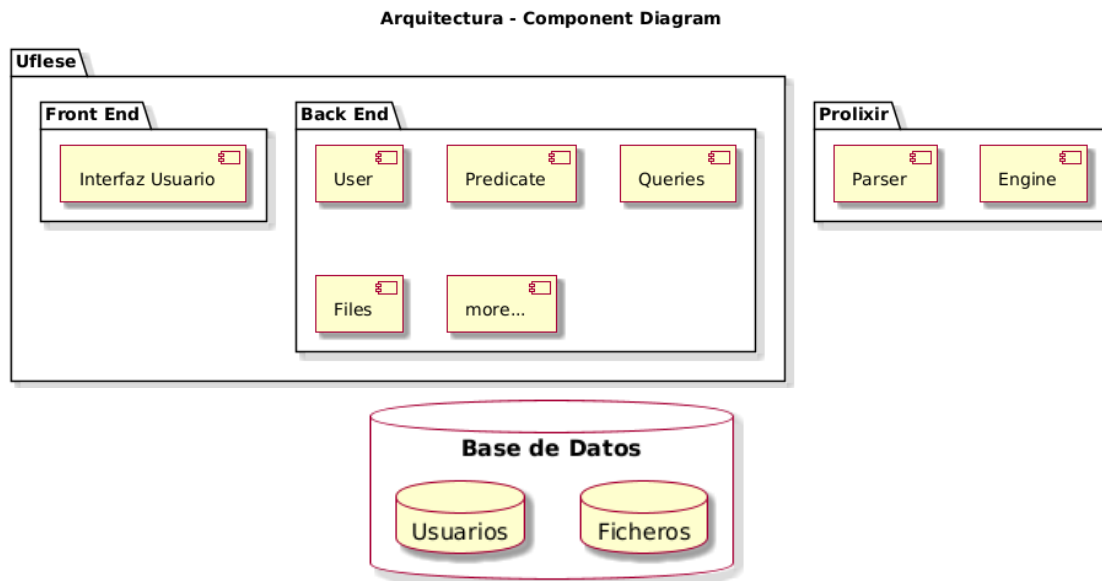 Arquitectura - Component Diagram
Uflese
Front End
Interfaz Usuario
Back End
User
Predicate
Queries
Files
more...
Prolixir
Parser
Engine
Base de Datos
Usuarios
Ficheros